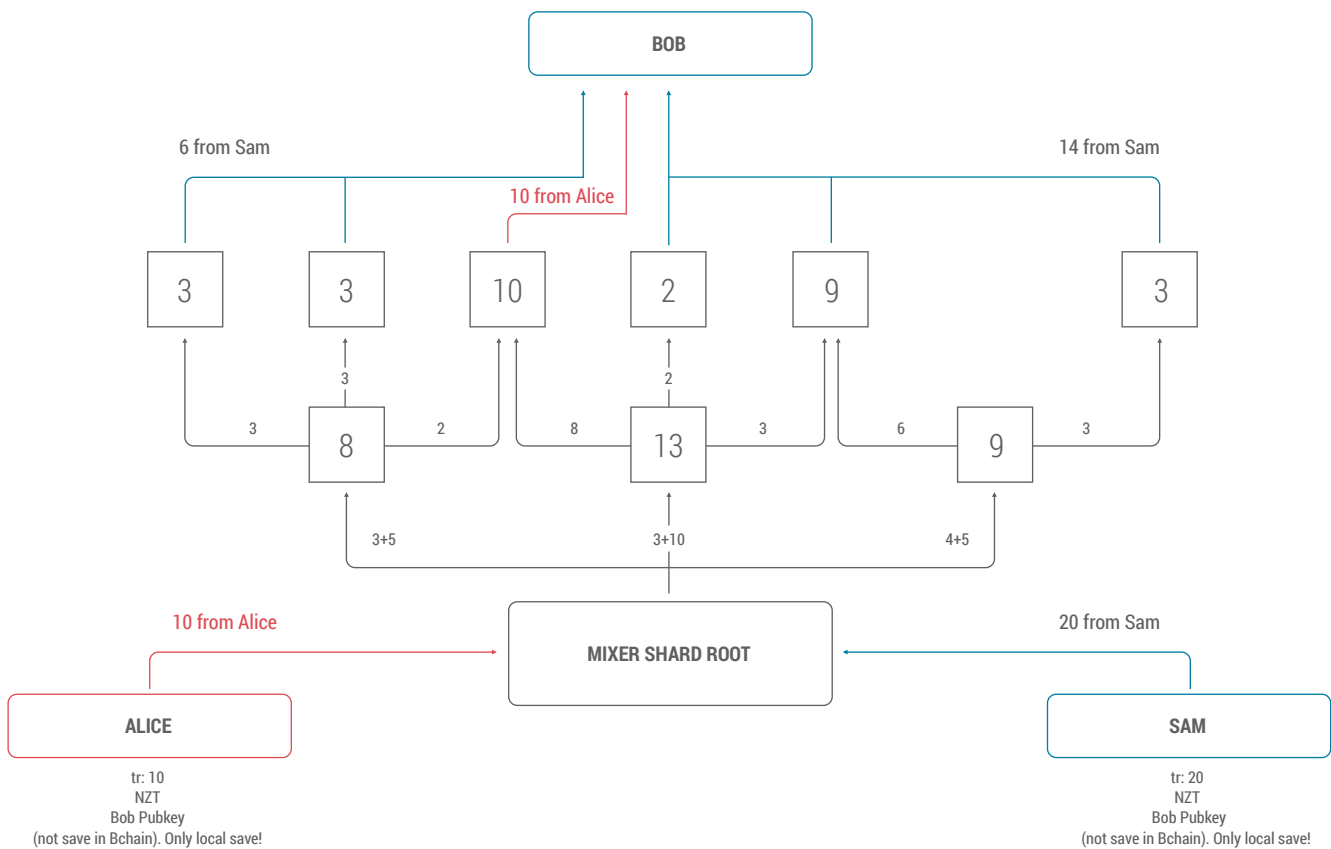 BOB
6 from Sam
14 from Sam
10 from Alice
3
3
10
2
9
3
3
2
3
2
8
3
6
3
8
13
9
3+5
3+10
4+5
10 from Alice
20 from Sam
MIXER SHARD ROOT
ALICE
SAM
tr: 10
NZT
Bob Pubkey
(not save in Bchain). Only local save!
tr: 20
NZT
Bob Pubkey
(not save in Bchain). Only local save!